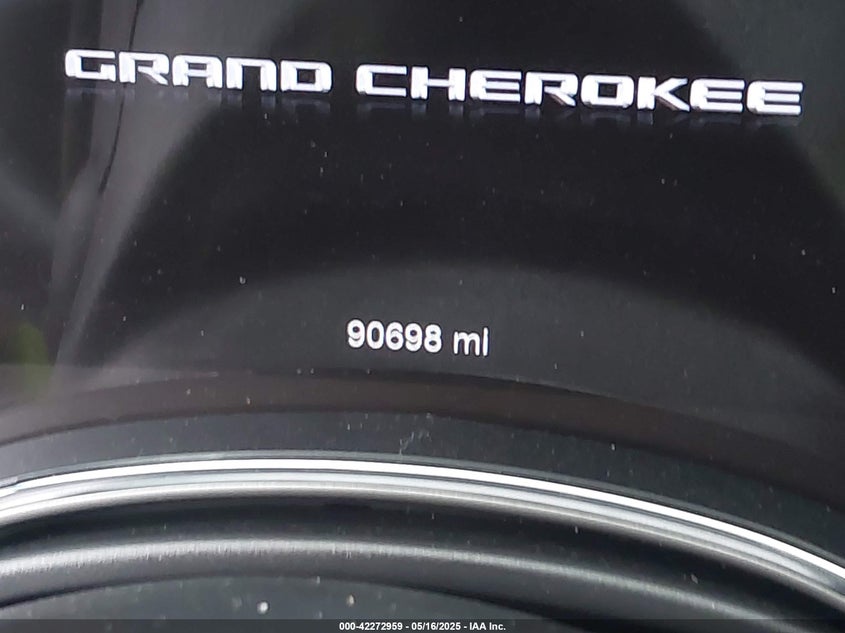 GRAND CHEROKEE
90698 mi
000-42272959 - 05/16/2025 - IAA Inc.